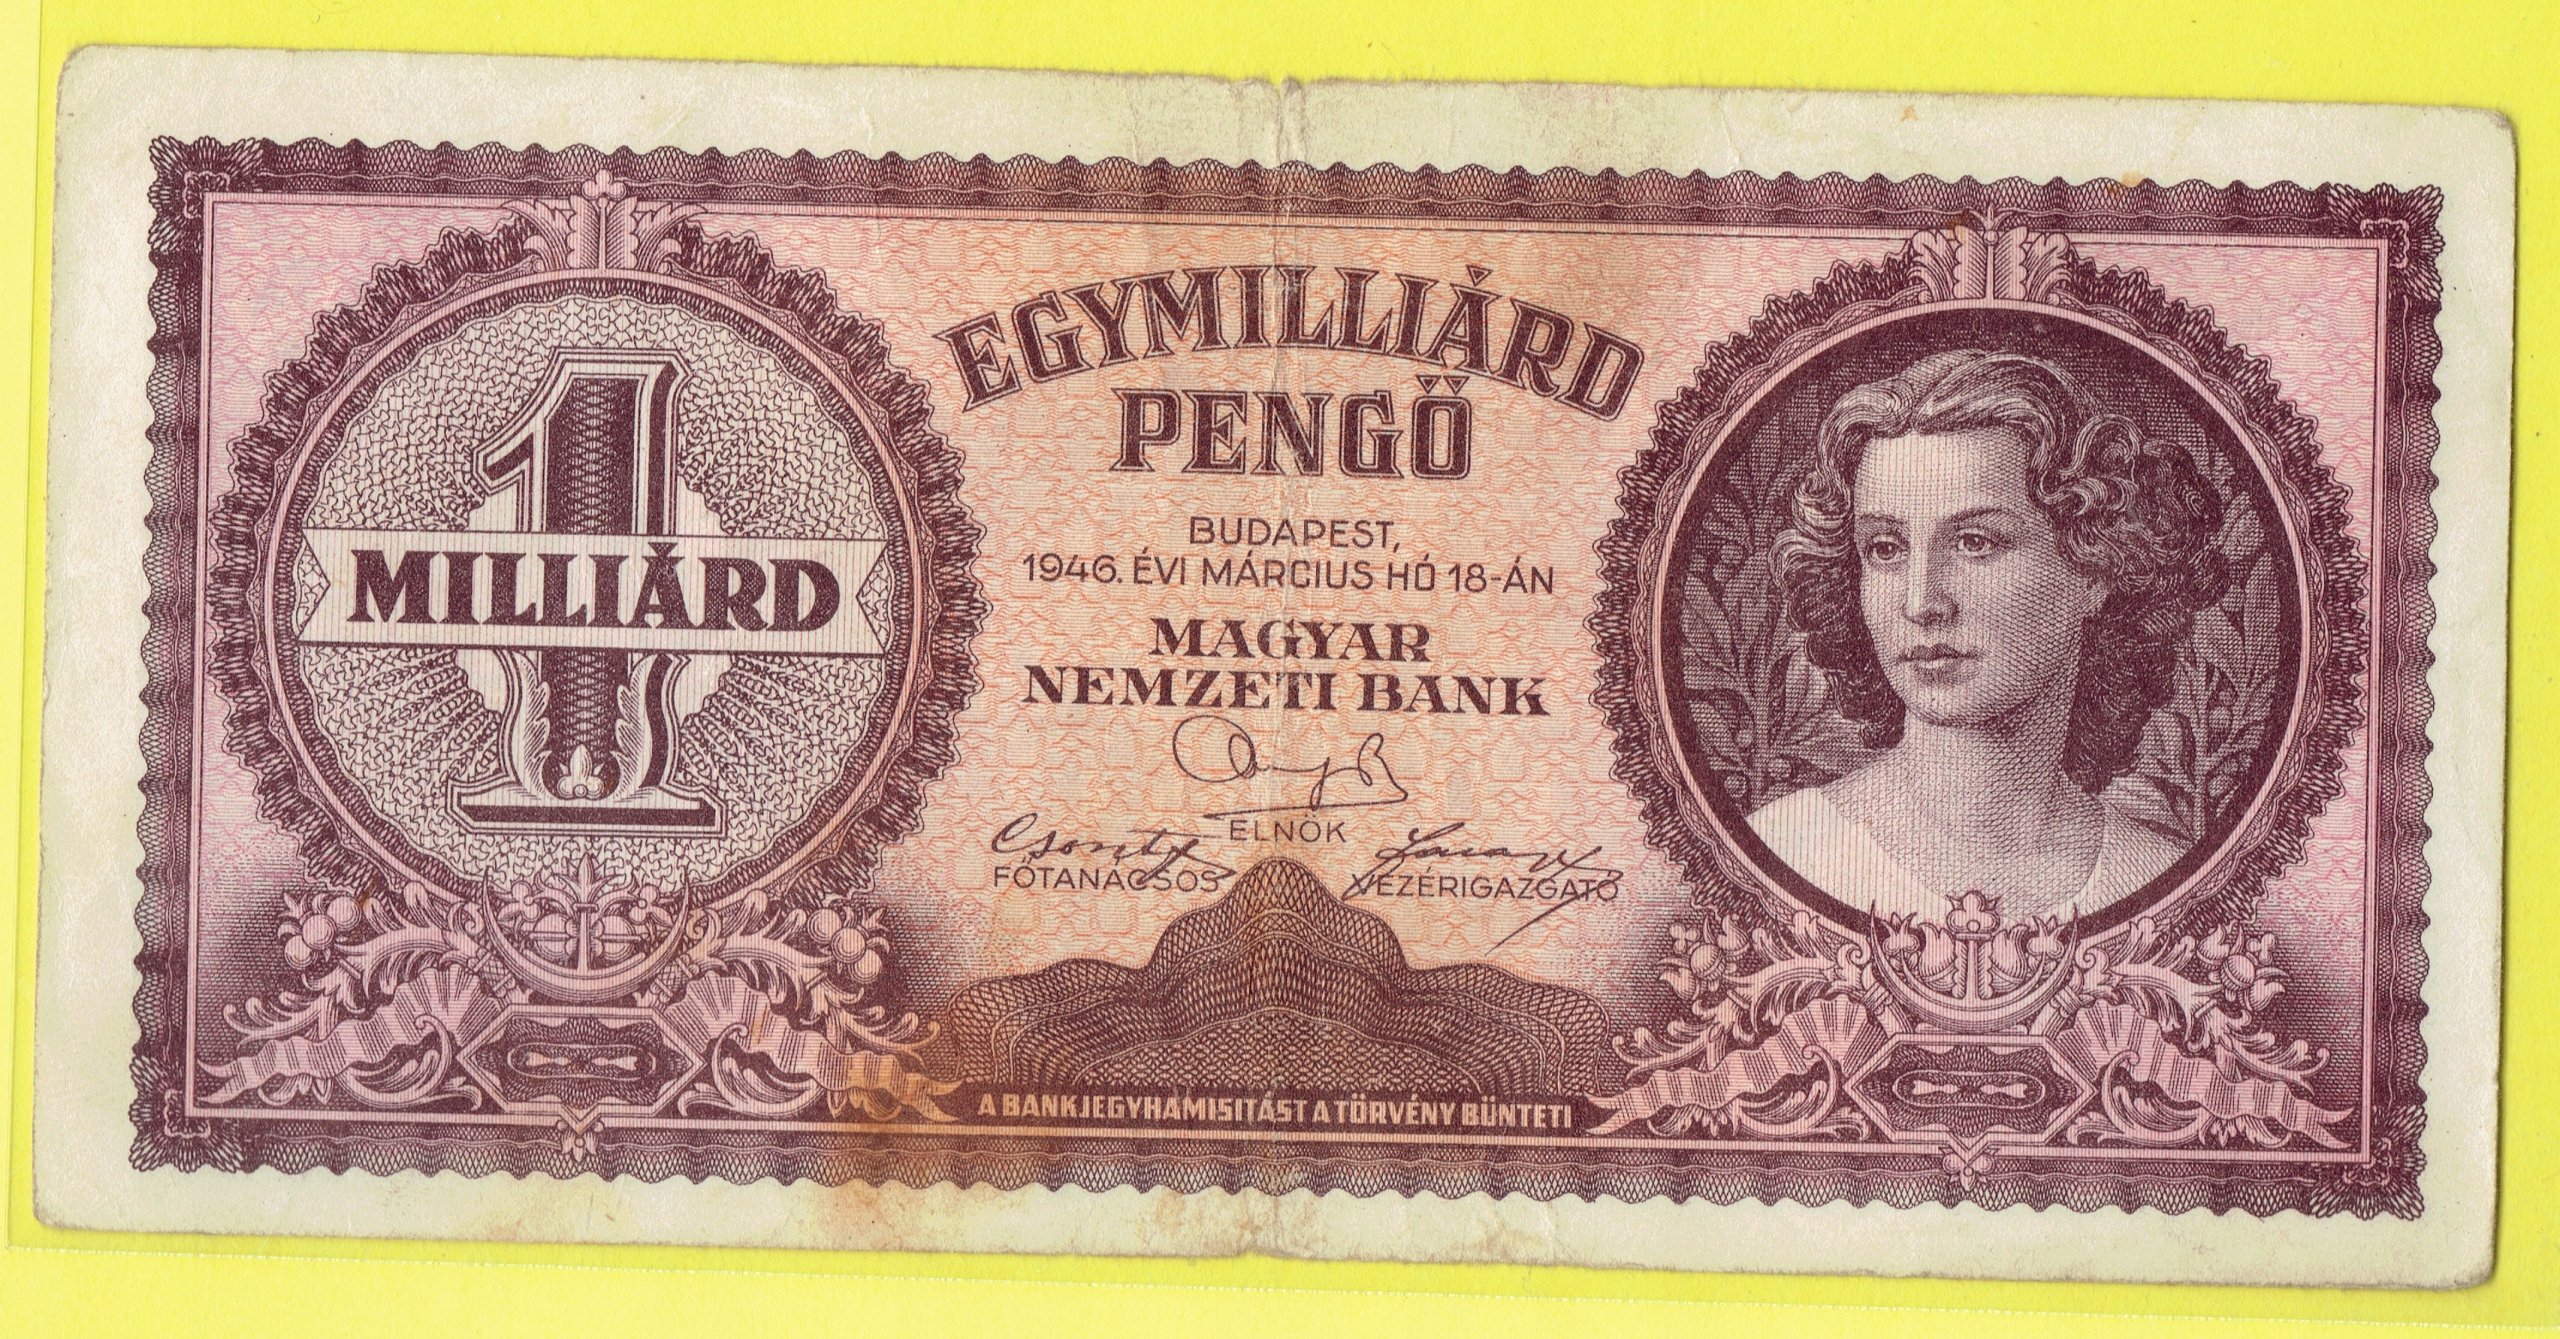 EGYMILLIÁRD
PENGŐ
1
MILLIÁRD
BUDAPEST,
1946. ÉVI MÁRCIUS HÓ 18-ÁN
MAGYAR
NEMZETI BANK
ELNÖK
FŐTANÁCSOS
VEZÉRIGAZGATÓ
A BANKJEGYHAMISITÁST A TÖRVÉNY BÜNTETI